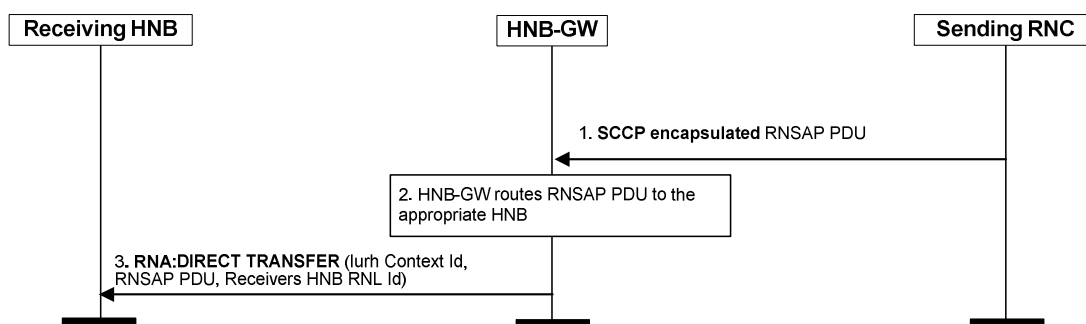 Receiving HNB
HNB-GW
Sending RNC
1. SCCP encapsulated RNSAP PDU
2. HNB-GW routes RNSAP PDU to the
appropriate HNB
3. RNA:DIRECT TRANSFER (Iurh Context Id,
RNSAP PDU, Receivers HNB RNL Id)